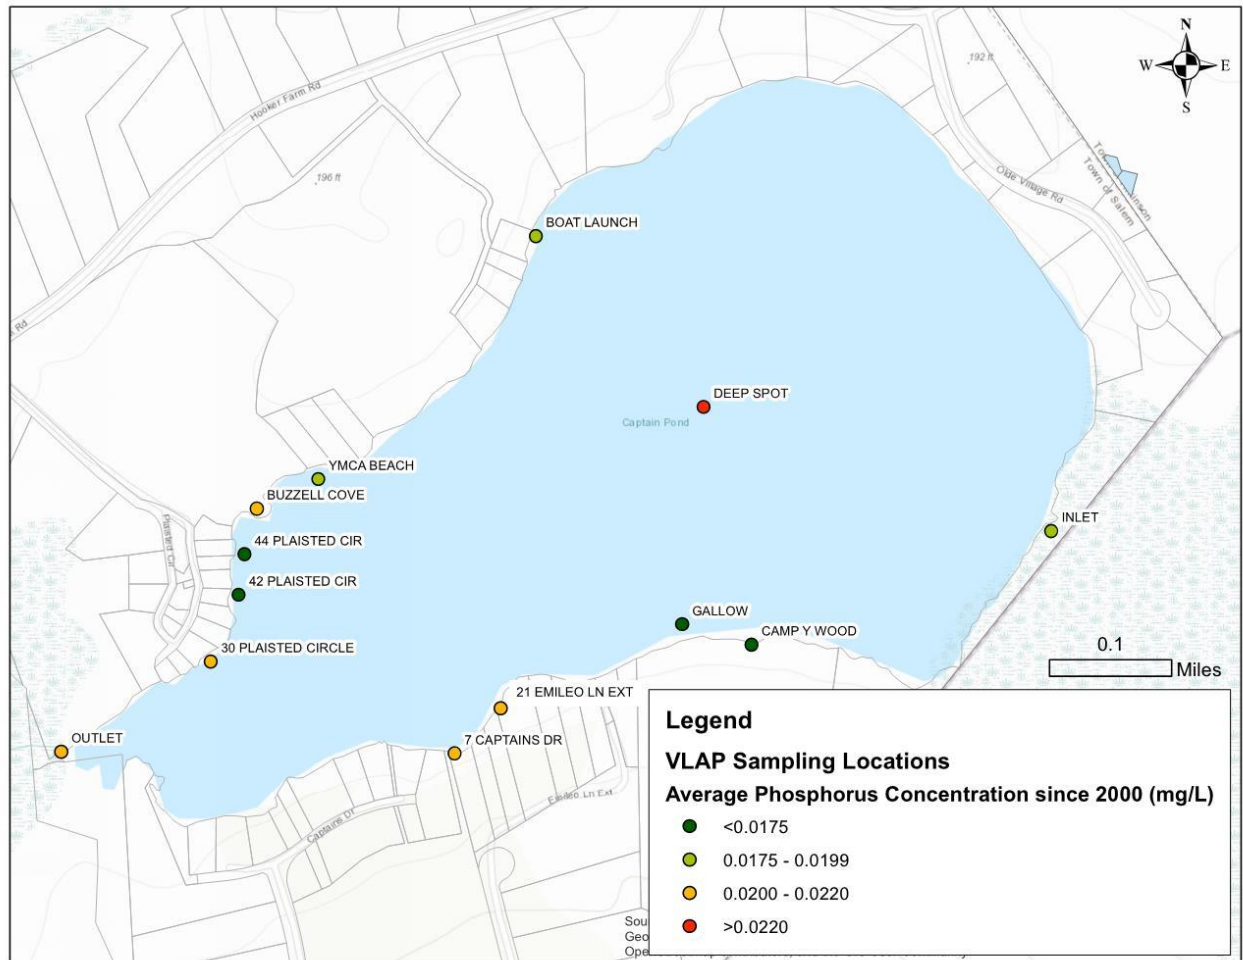 N
W E
S
192 ft
Hooker Farm Rd
196 ft
Olde Village Rd
Town of Salem
BOAT LAUNCH
Rd
DEEP SPOT
Captain Pond
YMCA BEACH
BUZZELL COVE
Plaisted Cir
44 PLAISTED CIR
INLET
42 PLAISTED CIR
GALLOW
CAMP Y WOOD
0.1
Miles
30 PLAISTED CIRCLE
21 EMILEO LN EXT
OUTLET
7 CAPTAINS DR
Emileo Ln Ext
Captains Dr
Legend
VLAP Sampling Locations
Average Phosphorus Concentration since 2000 (mg/L)
<0.0175
0.0175 - 0.0199
0.0200 - 0.0220
>0.0220
Sou
Geo
Ope